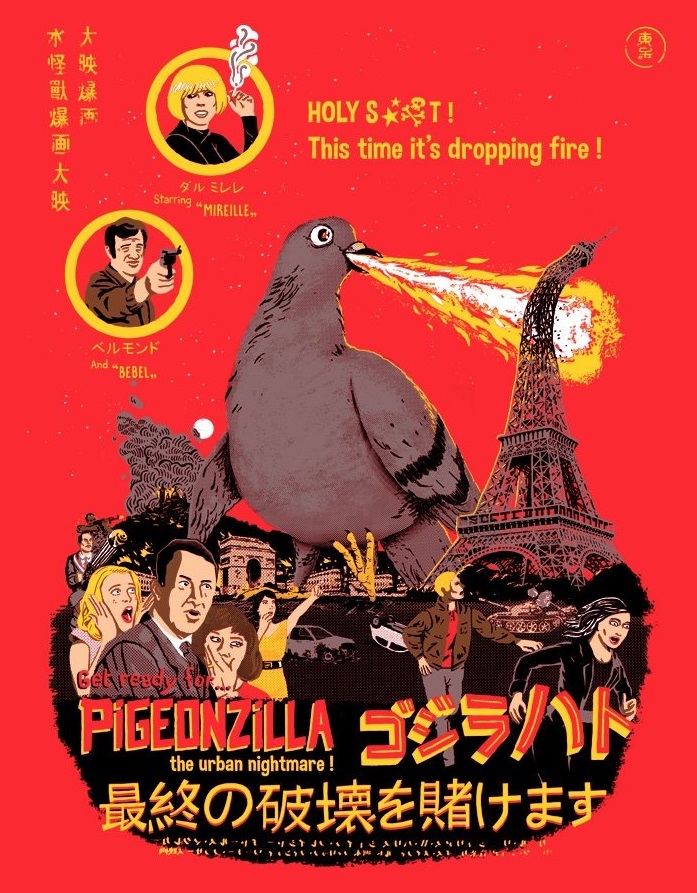 大映爆画
水怪獣爆画大映
HOLY S★☠T !
This time it's dropping fire !
ダル ミレレ
Starring "MIREILLE„
ベルモンド
And "BEBEL„
Get ready for...
PiGEONZiLLA
ゴジラハト
the urban nightmare !
最終の破壊を賭けます